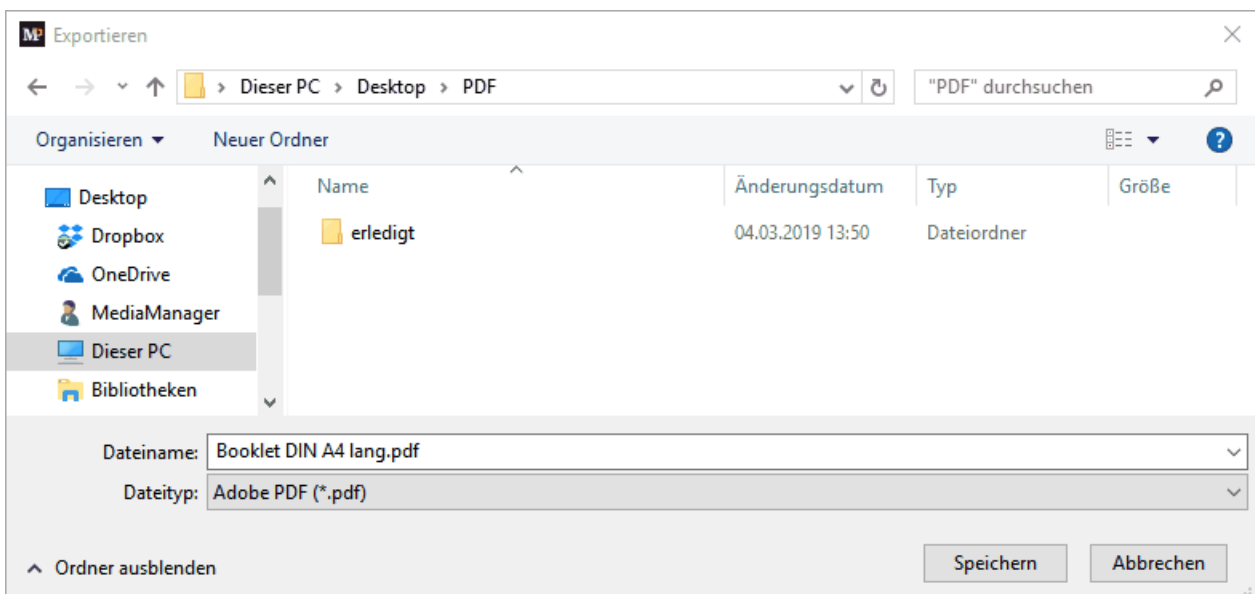 MP Exportieren
Dieser PC > Desktop > PDF "PDF" durchsuchen
Organisieren Neuer Ordner ?
Name Änderungsdatum Typ Größe
Desktop
erledigt 04.03.2019 13:50 Dateiordner
Dropbox
OneDrive
MediaManager
Dieser PC
Bibliotheken
Dateiname: Booklet DIN A4 lang.pdf
Dateityp: Adobe PDF (*.pdf)
Ordner ausblenden Speichern Abbrechen